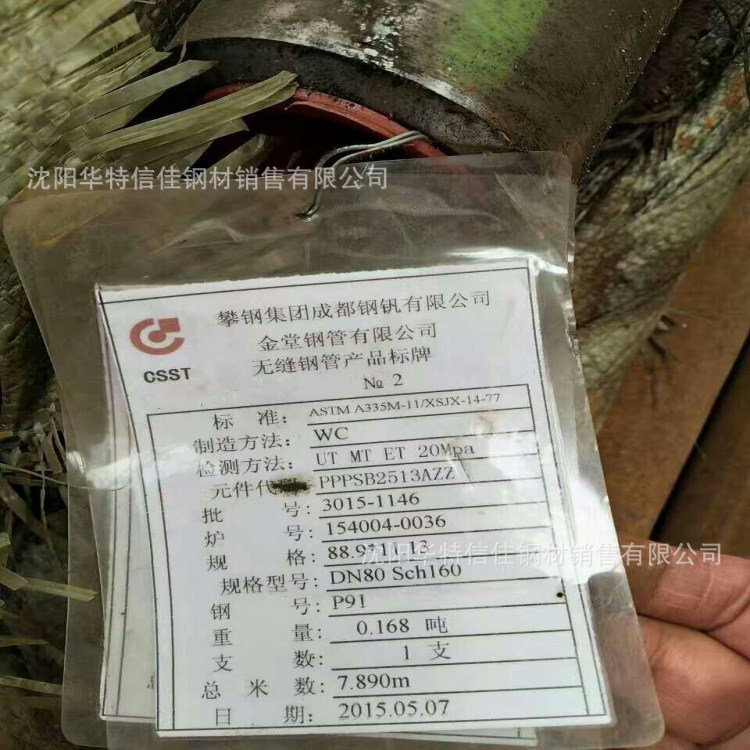 沈阳华特信佳钢材销售有限公司
攀钢集团成都钢钒有限公司
金堂钢管有限公司
无缝钢管产品标牌
CSST
№ 2
标 准: ASTM A335M-11/XSJX-14-77
制造方法: WC
检测方法: UT MT ET 20Mpa
元件代 PPPSB2513AZZ
批 号: 3015-1146
炉 号: 154004-0036
规 格: 88.9*11.13
沈阳华特信佳钢材销售有限公司
规格型号: DN80 Sch160
钢 号: P91
重 量: 0.168 吨
支 数: 1 支
总 米 数: 7.890m
日 期: 2015.05.07
总